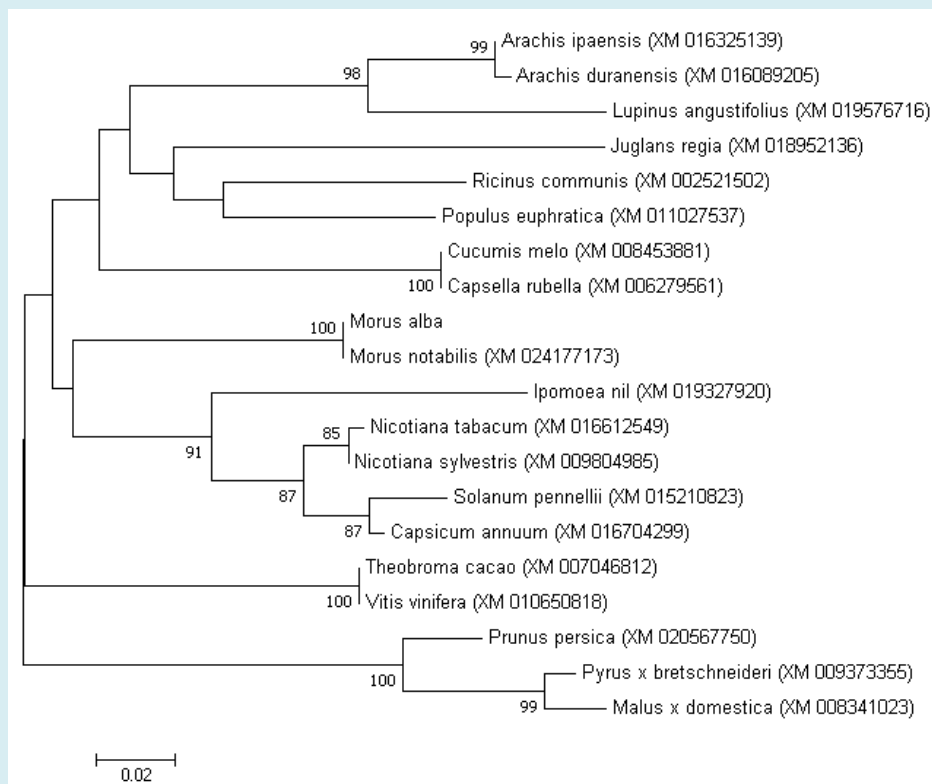 Arachis ipaensis (XM 016325139)
99
Arachis duranensis (XM 016089205)
98
Lupinus angustifolius (XM 019576716)
Juglans regia (XM 018952136)
Ricinus communis (XM 002521502)
Populus euphratica (XM 011027537)
Cucumis melo (XM 008453881)
100
Capsella rubella (XM 006279561)
Morus alba
100
Morus notabilis (XM 024177173)
Ipomoea nil (XM 019327920)
Nicotiana tabacum (XM 016612549)
85
Nicotiana sylvestris (XM 009804985)
91
87
Solanum pennellii (XM 015210823)
87
Capsicum annuum (XM 016704299)
Theobroma cacao (XM 007046812)
100
Vitis vinifera (XM 010650818)
Prunus persica (XM 020567750)
100
Pyrus x bretschneideri (XM 009373355)
99
Malus x domestica (XM 008341023)
0.02